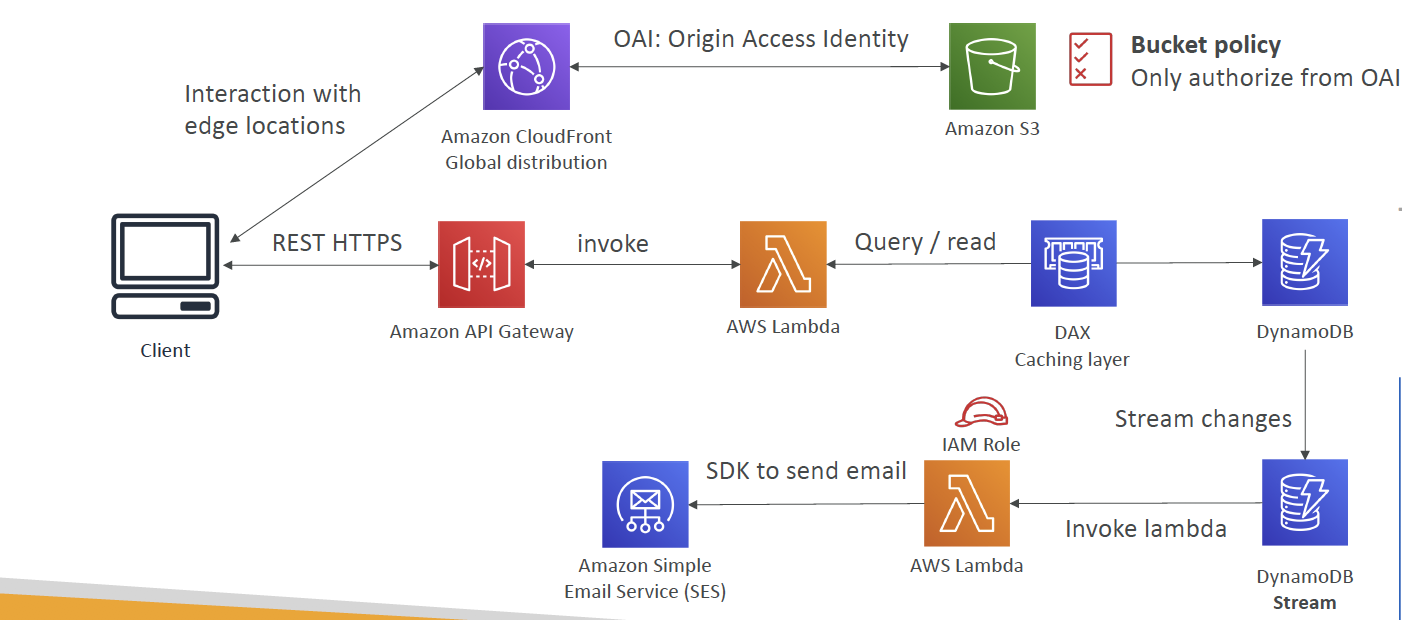 OAI: Origin Access Identity
Bucket policy
Only authorize from OAI
Interaction with
edge locations
Amazon CloudFront
Global distribution
Amazon S3
REST HTTPS
invoke
Query / read
Amazon API Gateway
AWS Lambda
DAX
Caching layer
DynamoDB
Client
Stream changes
IAM Role
SDK to send email
Invoke lambda
Amazon Simple
Email Service (SES)
AWS Lambda
DynamoDB
Stream